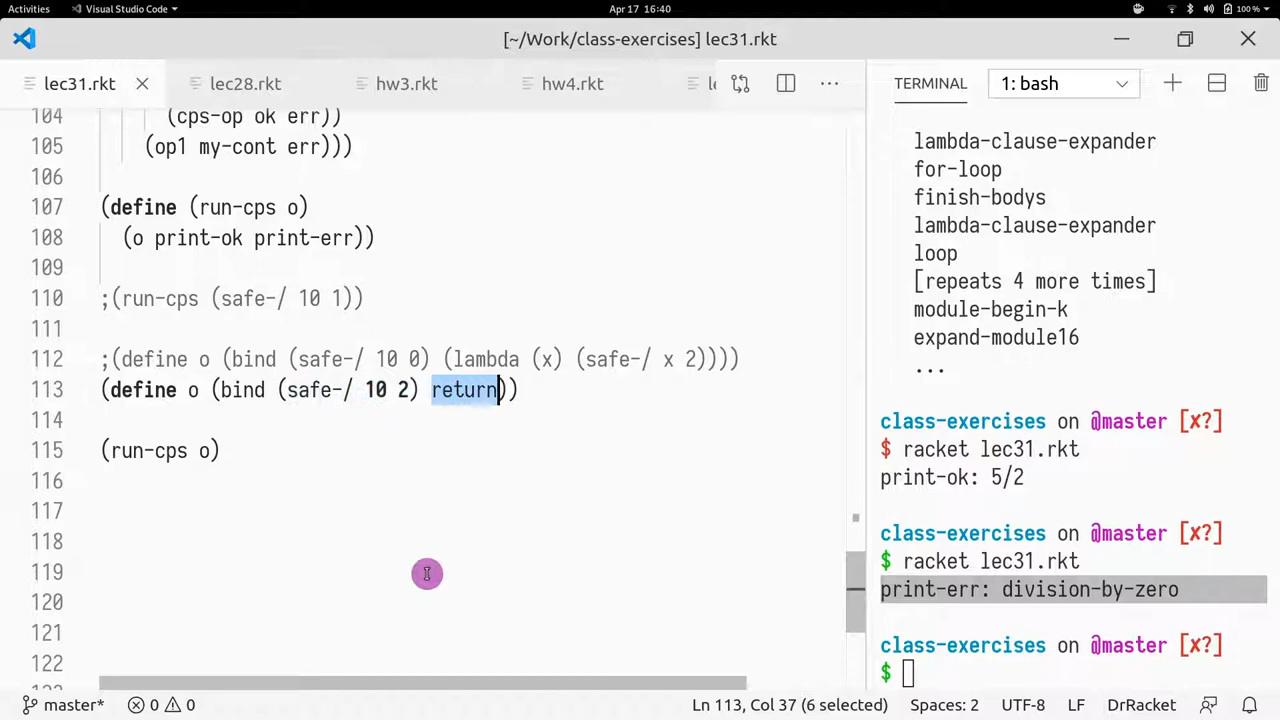 Activities
Visual Studio Code
Apr 17 16:40
100 %
[~/Work/class-exercises] lec31.rkt
lec31.rkt
lec28.rkt
hw3.rkt
hw4.rkt
TERMINAL
1: bash
104 (cps-op ok err))
105 (op1 my-cont err)))
106
107 (define (run-cps o)
108 (o print-ok print-err))
109
110 ;(run-cps (safe-/ 10 1))
111
112 ;(define o (bind (safe-/ 10 0) (lambda (x) (safe-/ x 2))))
113 (define o (bind (safe-/ 10 2) return))
114
115 (run-cps o)
116
117
118
119
120
121
122
lambda-clause-expander
for-loop
finish-bodys
lambda-clause-expander
loop
[repeats 4 more times]
module-begin-k
expand-module16
...
class-exercises on @master [x?]
$ racket lec31.rkt
print-ok: 5/2
class-exercises on @master [x?]
$ racket lec31.rkt
print-err: division-by-zero
class-exercises on @master [x?]
$
master*
0
0
Ln 113, Col 37 (6 selected)
Spaces: 2
UTF-8
LF
DrRacket